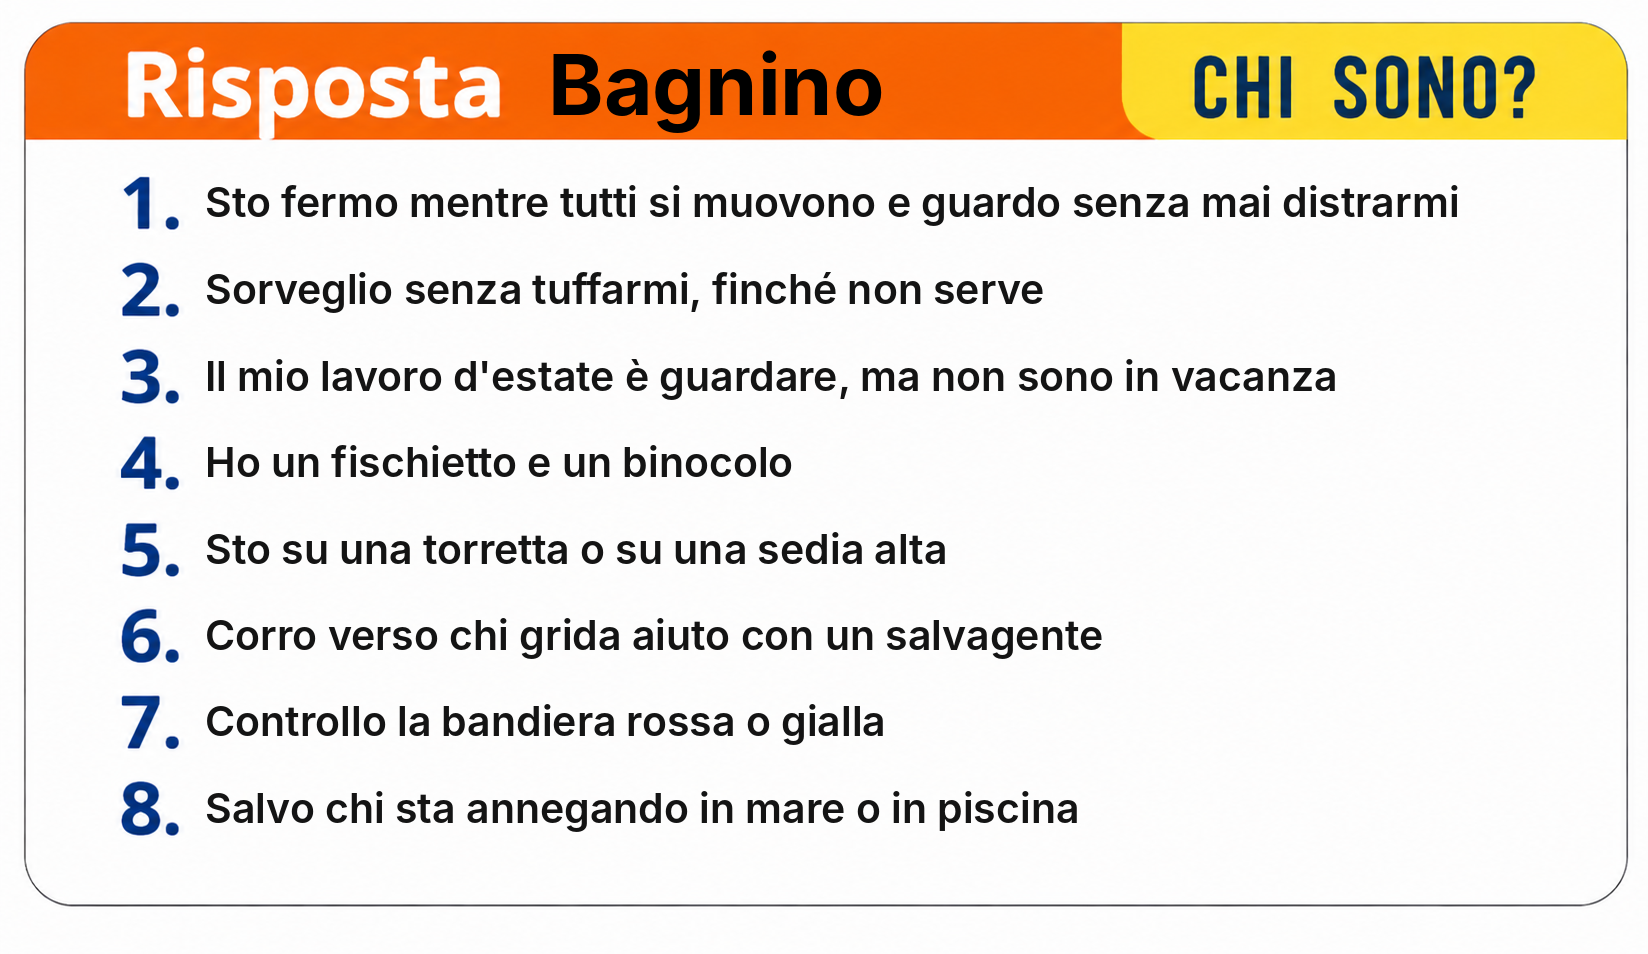 Risposta Bagnino CHI SONO?
1. Sto fermo mentre tutti si muovono e guardo senza mai distrarmi
2. Sorveglio senza tuffarmi, finché non serve
3. Il mio lavoro d'estate è guardare, ma non sono in vacanza
4. Ho un fischietto e un binocolo
5. Sto su una torretta o su una sedia alta
6. Corro verso chi grida aiuto con un salvagente
7. Controllo la bandiera rossa o gialla
8. Salvo chi sta annegando in mare o in piscina